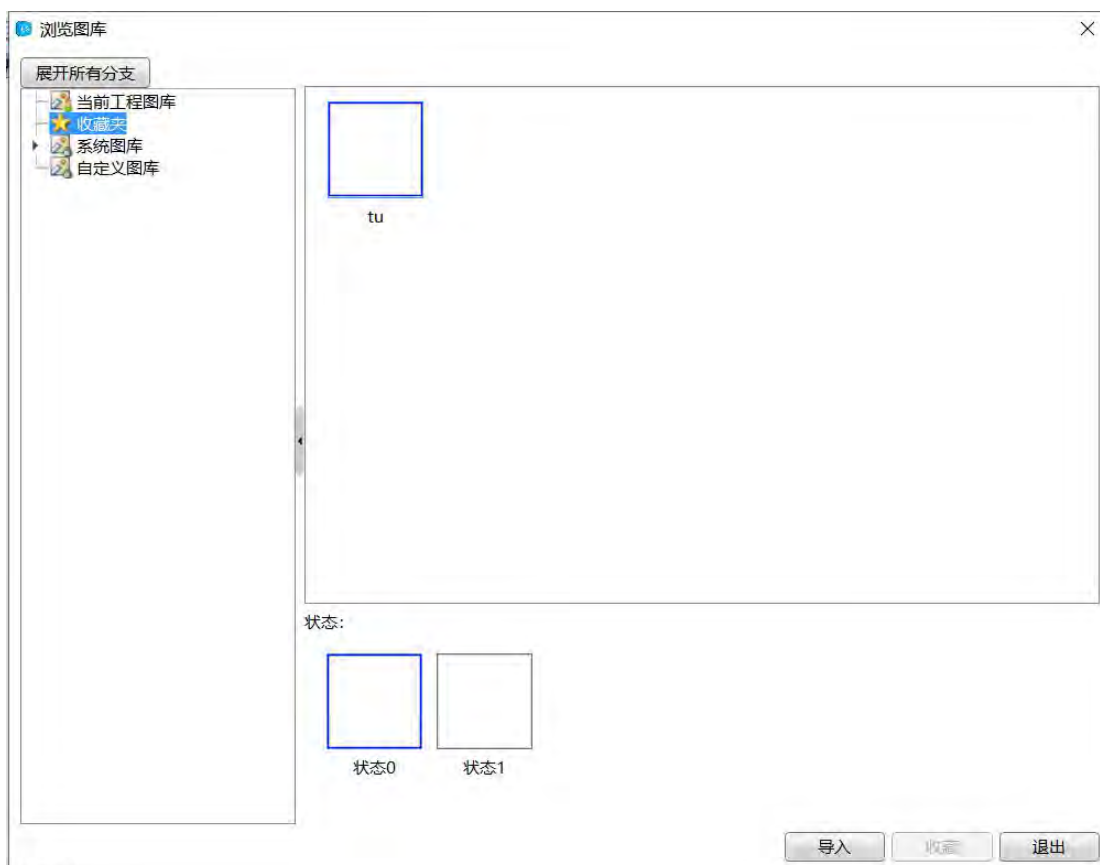 浏览图库
展开所有分支
当前工程图库
收藏夹
系统图库
自定义图库
tu
状态:
状态0
状态1
导入
收藏
退出